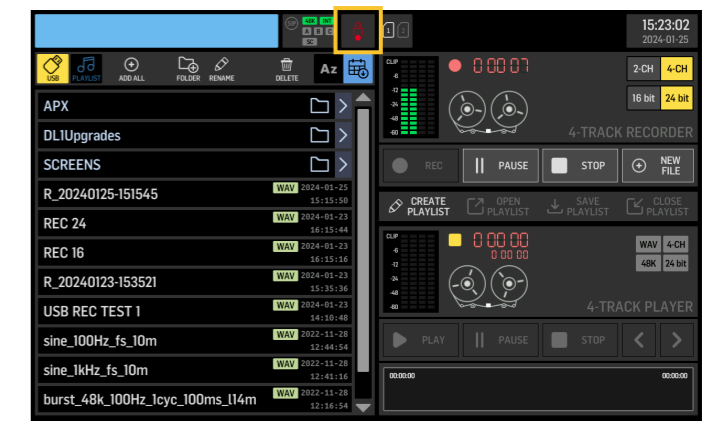 SIP 48K INT
A B C D
SC
1 2
15:23:02
2024-01-25
USB PLAYLIST ADD ALL FOLDER RENAME DELETE Az
APX
DL1Upgrades
SCREENS
R_20240125-151545 WAV 2024-01-25 15:15:50
REC 24 WAV 2024-01-23 16:15:44
REC 16 WAV 2024-01-23 16:15:16
R_20240123-153521 WAV 2024-01-23 15:35:36
USB REC TEST 1 WAV 2024-01-23 14:10:48
sine_100Hz_fs_10m WAV 2022-11-28 12:44:54
sine_1kHz_fs_10m WAV 2022-11-28 12:41:16
burst_48k_100Hz_1cyc_100ms_l14m WAV 2022-11-28 12:16:54
CLIP
-6
-12
-24
-48
-60
0:00:07
2-CH 4-CH
16 bit 24 bit
4-TRACK RECORDER
REC PAUSE STOP NEW FILE
CREATE PLAYLIST OPEN PLAYLIST SAVE PLAYLIST CLOSE PLAYLIST
CLIP
-6
-12
-24
-48
-60
0:00:00
0:00:00
WAV 4-CH
48K 24 bit
4-TRACK PLAYER
PLAY PAUSE STOP
00:00:00 00:00:00